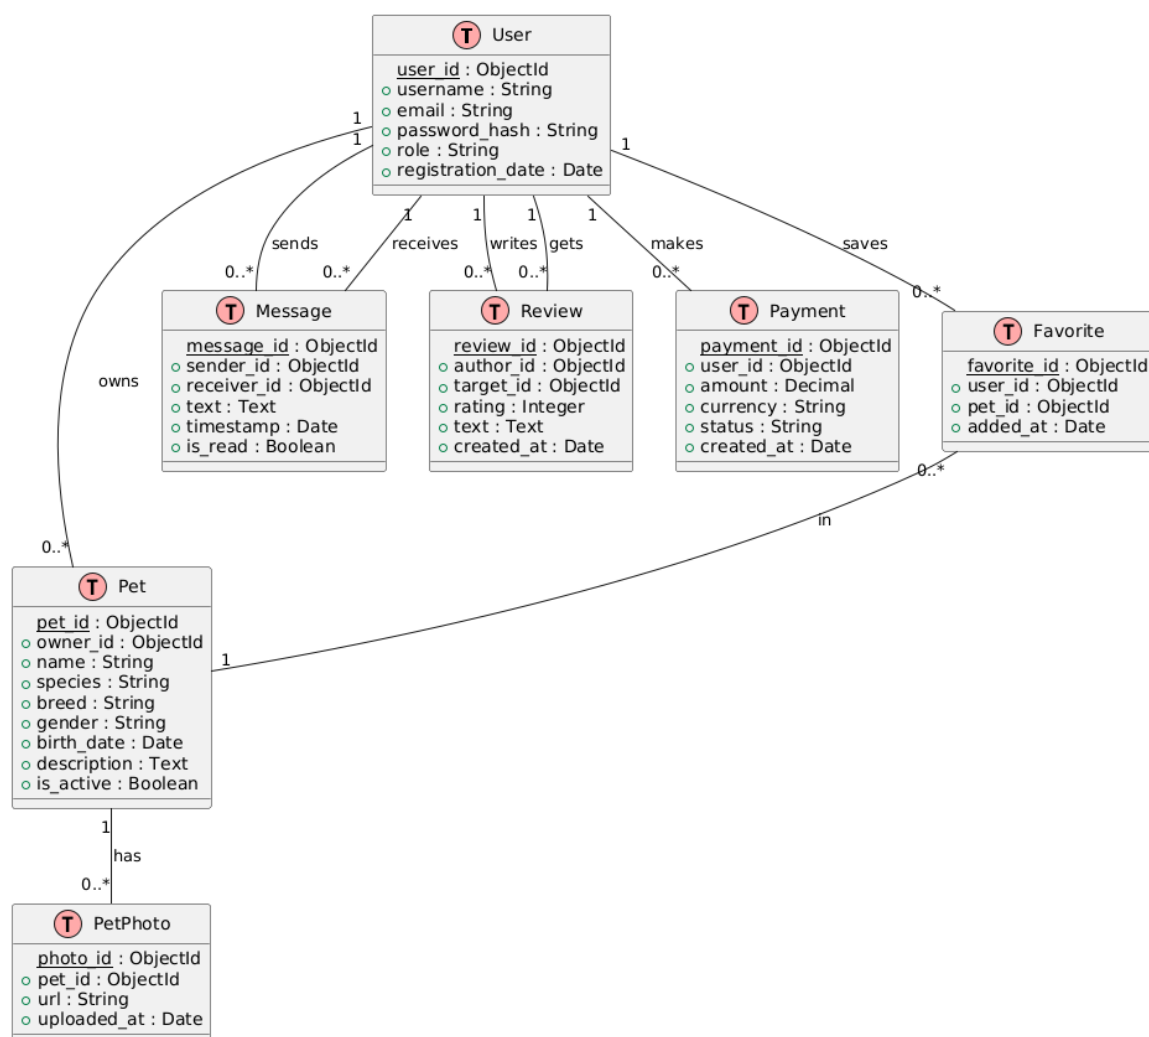 T User
user_id : ObjectId
username : String
email : String
password_hash : String
role : String
registration_date : Date
1
1
1
1
1
1
1
owns
sends
receives
writes
gets
makes
saves
0..*
0..*
0..*
0..*
0..*
0..*
0..*
T Message
message_id : ObjectId
sender_id : ObjectId
receiver_id : ObjectId
text : Text
timestamp : Date
is_read : Boolean
T Review
review_id : ObjectId
author_id : ObjectId
target_id : ObjectId
rating : Integer
text : Text
created_at : Date
T Payment
payment_id : ObjectId
user_id : ObjectId
amount : Decimal
currency : String
status : String
created_at : Date
T Favorite
favorite_id : ObjectId
user_id : ObjectId
pet_id : ObjectId
added_at : Date
0..*
in
1
T Pet
pet_id : ObjectId
owner_id : ObjectId
name : String
species : String
breed : String
gender : String
birth_date : Date
description : Text
is_active : Boolean
1
has
0..*
T PetPhoto
photo_id : ObjectId
pet_id : ObjectId
url : String
uploaded_at : Date